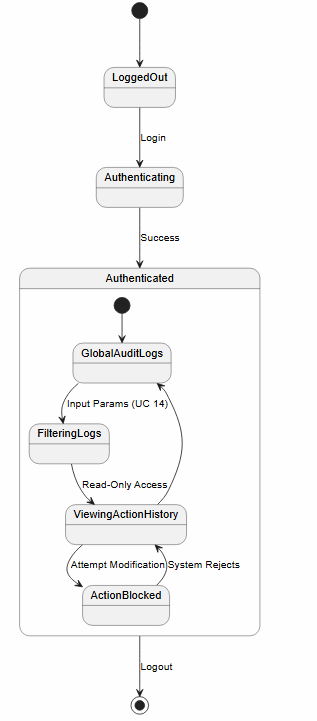 LoggedOut
Login
Authenticating
Success
Authenticated
GlobalAuditLogs
Input Params (UC 14)
FilteringLogs
Read-Only Access
ViewingActionHistory
Attempt Modification
System Rejects
ActionBlocked
Logout